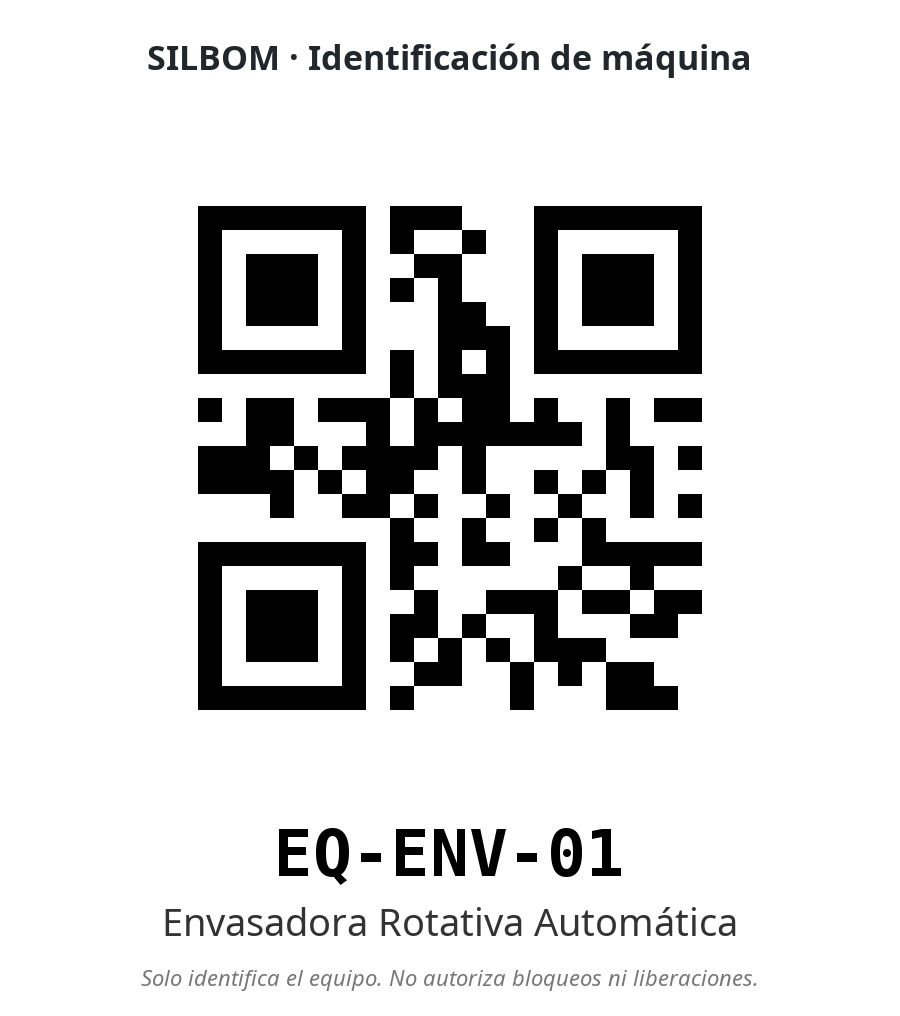 SILBOM · Identificación de máquina
EQ-ENV-01
Envasadora Rotativa Automática
Solo identifica el equipo. No autoriza bloqueos ni liberaciones.